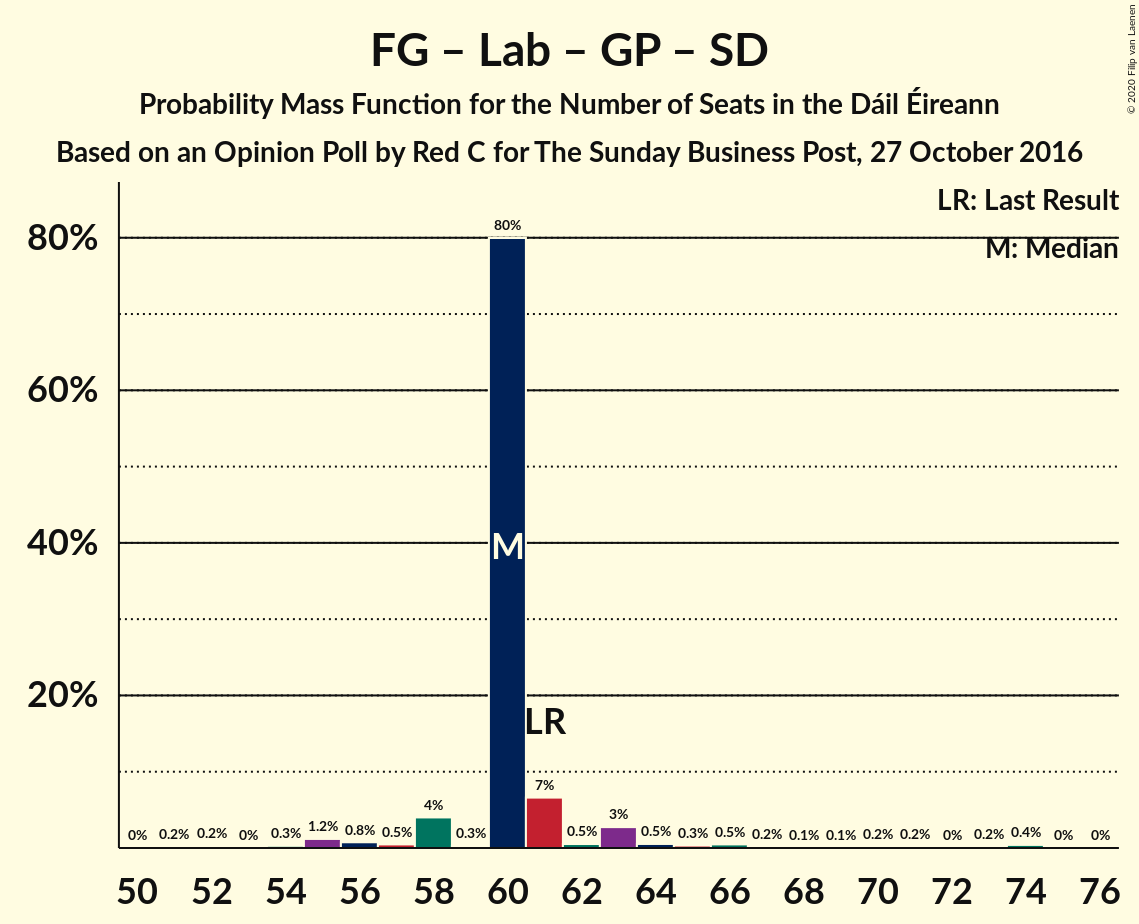 FG – Lab – GP – SD
Probability Mass Function for the Number of Seats in the Dáil Éireann
Based on an Opinion Poll by Red C for The Sunday Business Post, 27 October 2016
© 2020 Filip van Laenen
LR: Last Result
M: Median
80%
60%
40%
20%
80%
M
LR
0% 0.2% 0.2% 0% 0.3% 1.2% 0.8% 0.5% 4% 0.3% 7% 0.5% 3% 0.5% 0.3% 0.5% 0.2% 0.1% 0.1% 0.2% 0.2% 0% 0.2% 0.4% 0% 0%
50 52 54 56 58 60 62 64 66 68 70 72 74 76